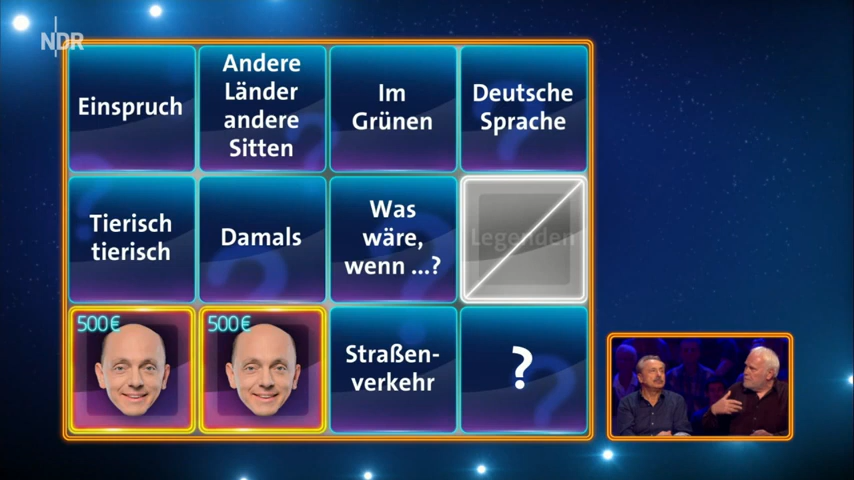 NDR
Einspruch
Andere
Länder
andere
Sitten
Im
Grünen
Deutsche
Sprache
Tierisch
tierisch
Damals
Was
wäre,
wenn ...?
Legenden
500€
500€
Straßen-
verkehr
?